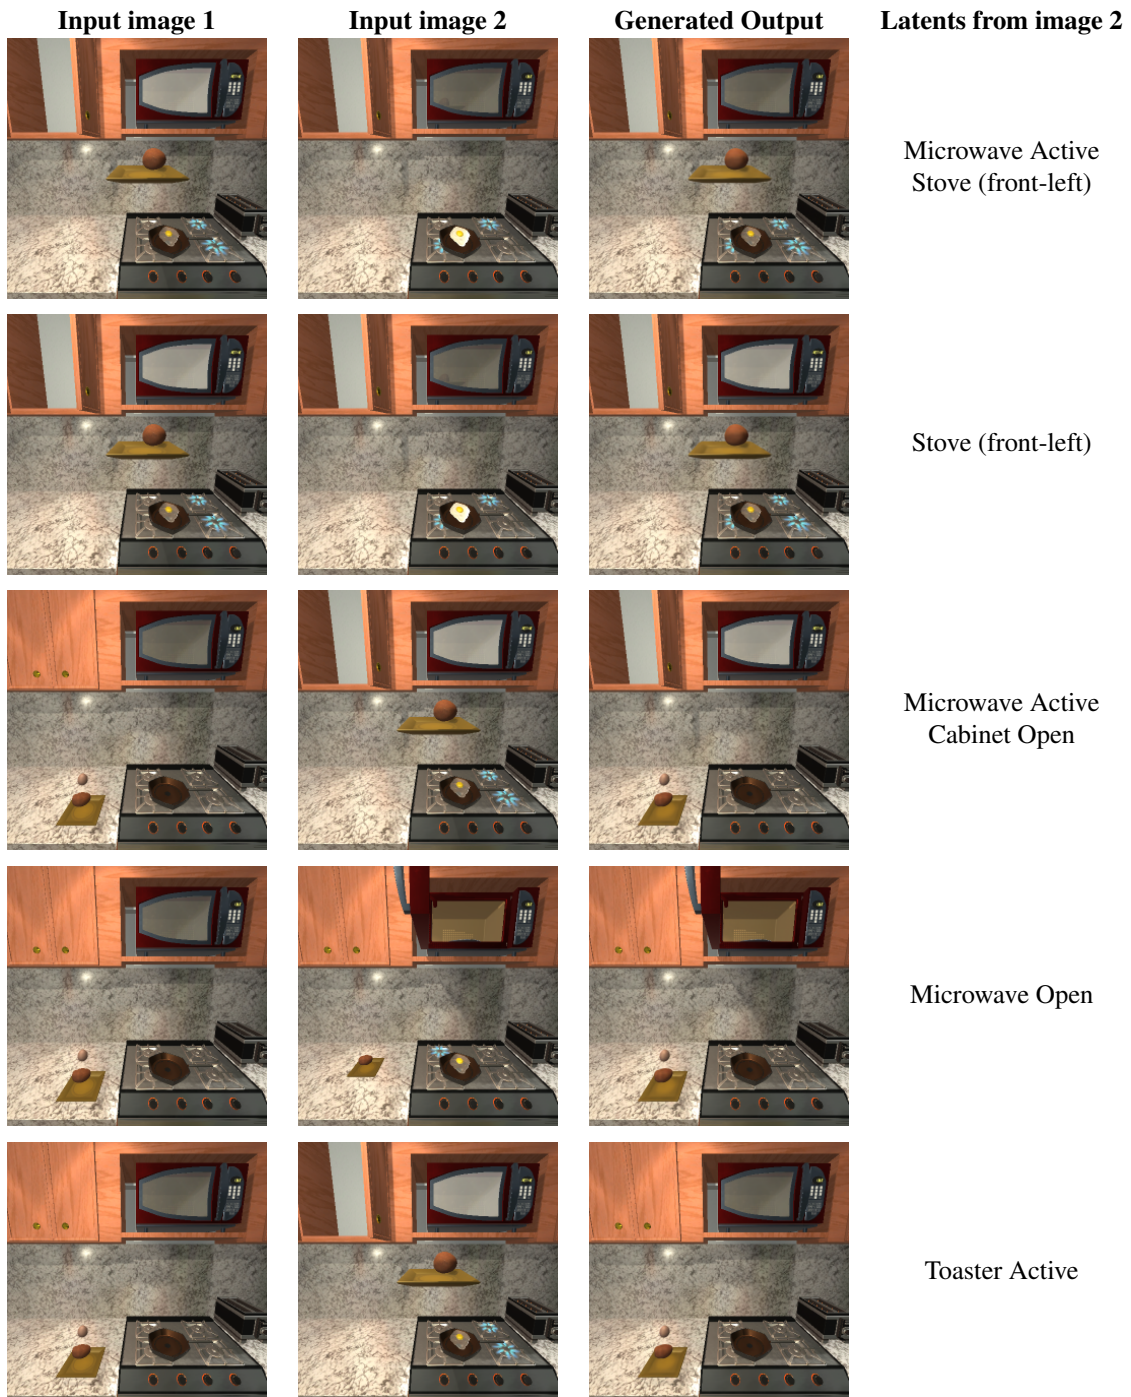 Input image 1 Input image 2 Generated Output Latents from image 2
Microwave Active
Stove (front-left)
Stove (front-left)
Microwave Active
Cabinet Open
Microwave Open
Toaster Active